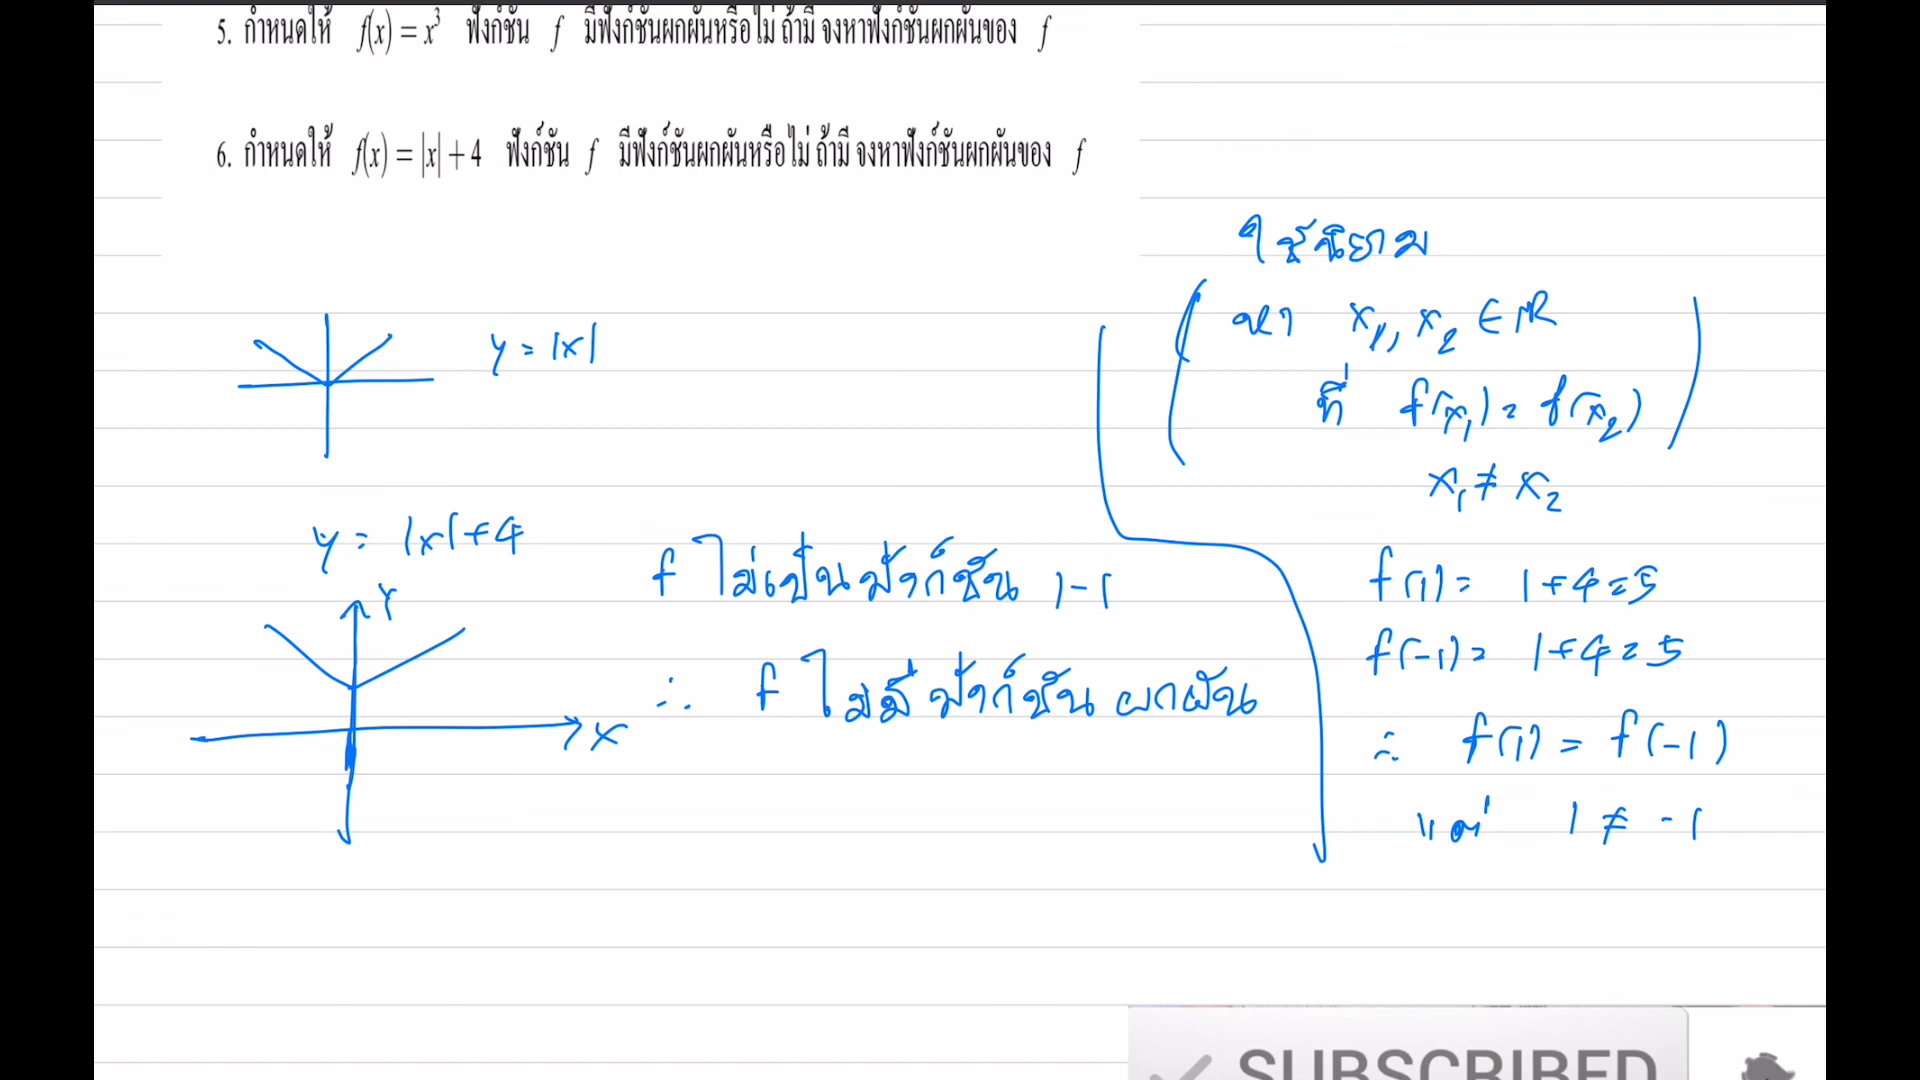 5. กำหนดให้ f(x) = x³ ฟังก์ชัน f มีฟังก์ชันผกผันหรือไม่ ถ้ามี จงหาฟังก์ชันผกผันของ f
6. กำหนดให้ f(x) = |x| + 4 ฟังก์ชัน f มีฟังก์ชันผกผันหรือไม่ ถ้ามี จงหาฟังก์ชันผกผันของ f
y = |x|
y = |x| + 4
Y
X
f ไม่เป็นฟังก์ชัน 1-1
∴ f ไม่มีฟังก์ชันผกผัน
ใช้นิยาม
หา x₁, x₂ ∈ ℝ
ที่ f(x₁) = f(x₂)
x₁ ≠ x₂
f(1) = 1+4 = 5
f(-1) = 1+4 = 5
∴ f(1) = f(-1)
แต่ 1 ≠ -1
SUBSCRIBED